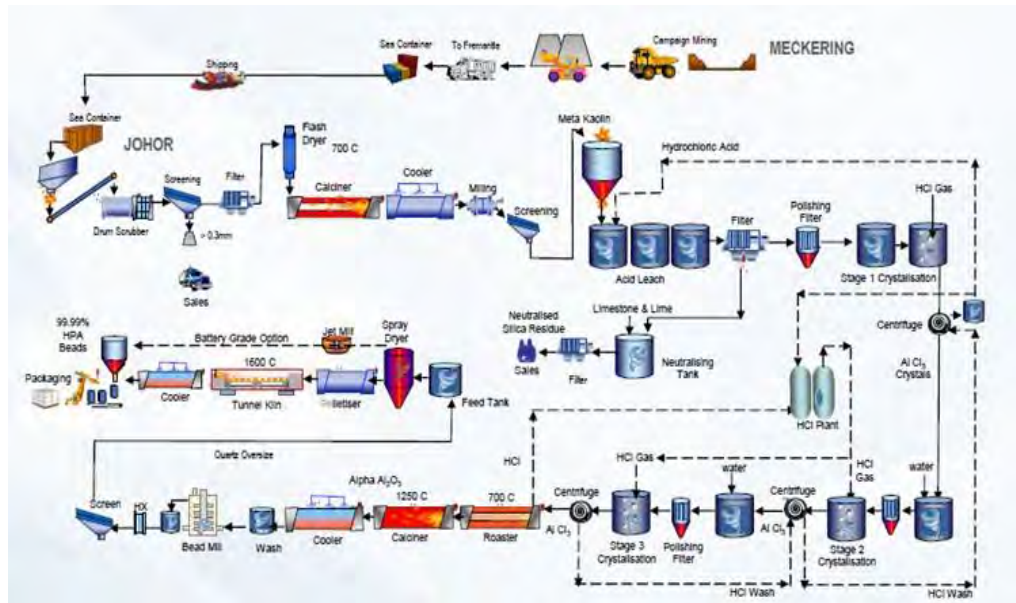 Campaign Mining
MECKERING
To Fremantle
Sea Container
Shipping
Sea Container
JOHOR
Flash
Dryer
700 C
Meta Kaolin
Hydrochloric Acid
Screening
Filter
Calciner
Cooler
Milling
Screening
Drum Scrubber
> 0.3mm
Sales
Acid Leach
Filter
Polishing
Filter
HCl Gas
Stage 1 Crystalisation
Limestone & Lime
Neutralised
Silica Residue
Sales
Filter
Neutralising
Tank
Centrifuge
Al Cl3
Crystals
99.99%
HPA
Beads
Battery Grade Option
Jet Mill
Spray
Dryer
Packaging
1600 C
Cooler
Tunnel Kiln
Pelletiser
Feed Tank
HCl Plant
Quartz Oversize
HCl
HCl Gas
water
HCl
Gas
water
Screen
HX
Bead Mill
Wash
Alpha Al2O3
Cooler
1250 C
Calciner
700 C
Roaster
Centrifuge
Al Cl3
Stage 3
Crystalisation
Polishing
Filter
Centrifuge
Al Cl3
Stage 2
Crystalisation
HCl Wash
HCl Wash